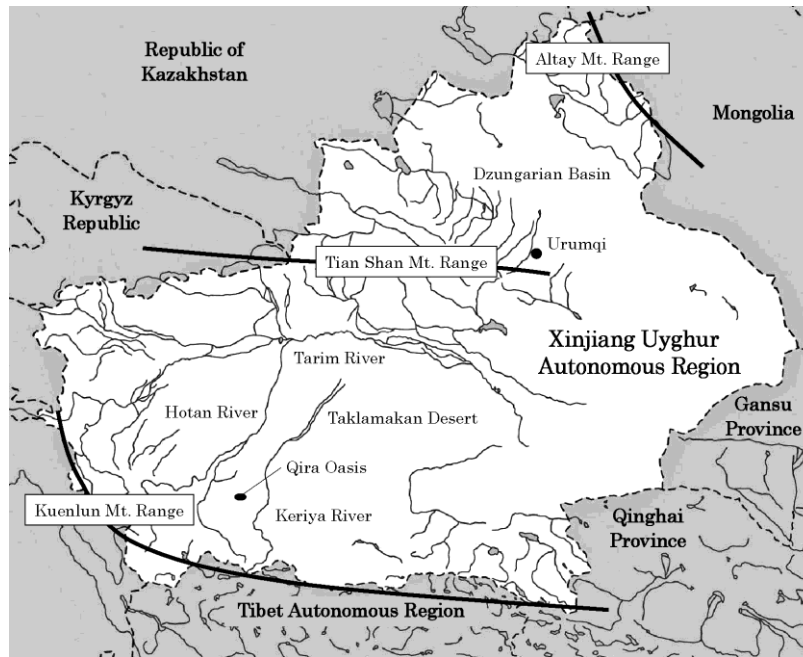 Republic of
Kazakhstan
Altay Mt. Range
Mongolia
Dzungarian Basin
Kyrgyz
Republic
Urumqi
Tian Shan Mt. Range
Xinjiang Uyghur
Autonomous Region
Tarim River
Hotan River
Taklamakan Desert
Gansu
Province
Qira Oasis
Kuenlun Mt. Range
Keriya River
Qinghai
Province
Tibet Autonomous Region